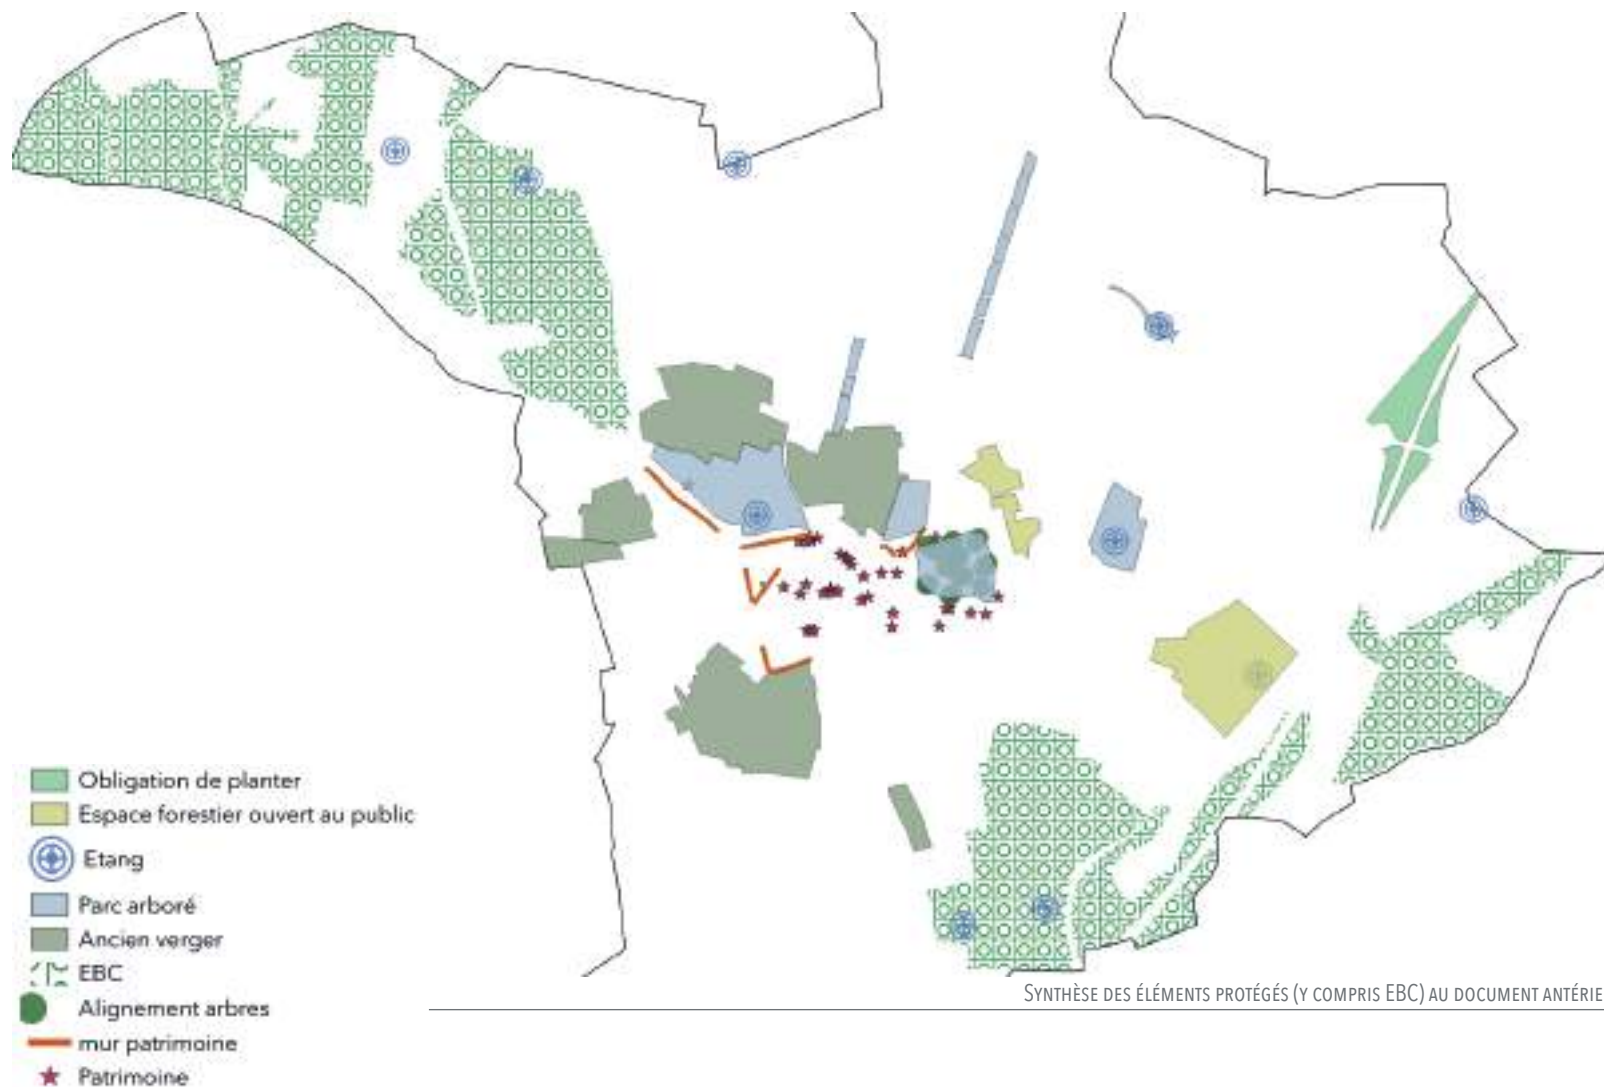 Obligation de planter
Espace forestier ouvert au public
Etang
Parc arboré
Ancien verger
EBC
Alignement arbres
mur patrimoine
Patrimoine
SYNTHÈSE DES ÉLÉMENTS PROTÉGÉS (Y COMPRIS EBC) AU DOCUMENT ANTÉRIE